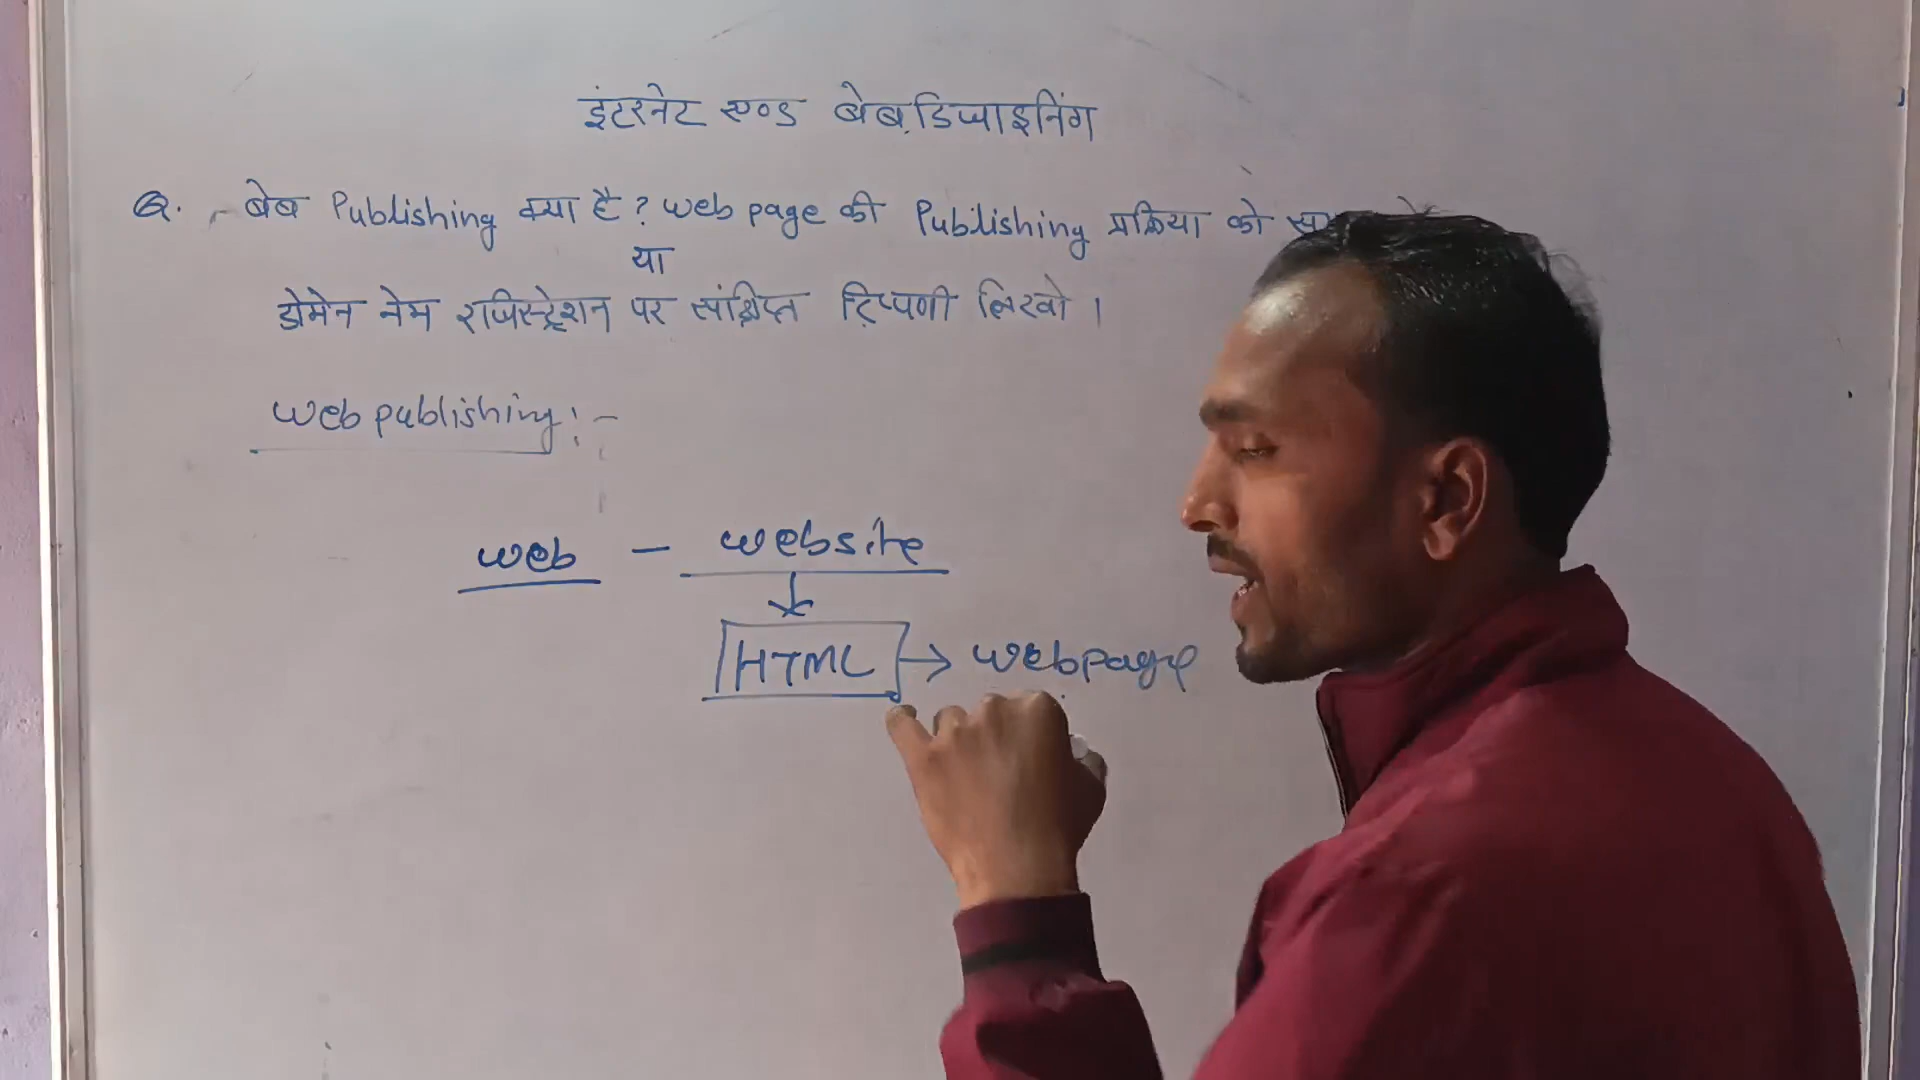 इंटरनेट एण्ड बेब डिजाइनिंग
Q. - बेब Publishing क्या है? web page की Publishing प्रक्रिया को
या
डोमेन नेम रजिस्ट्रेशन पर संक्षिप्त टिप्पणी लिखो ।
web publishing :-
web - website
HTML → webpage